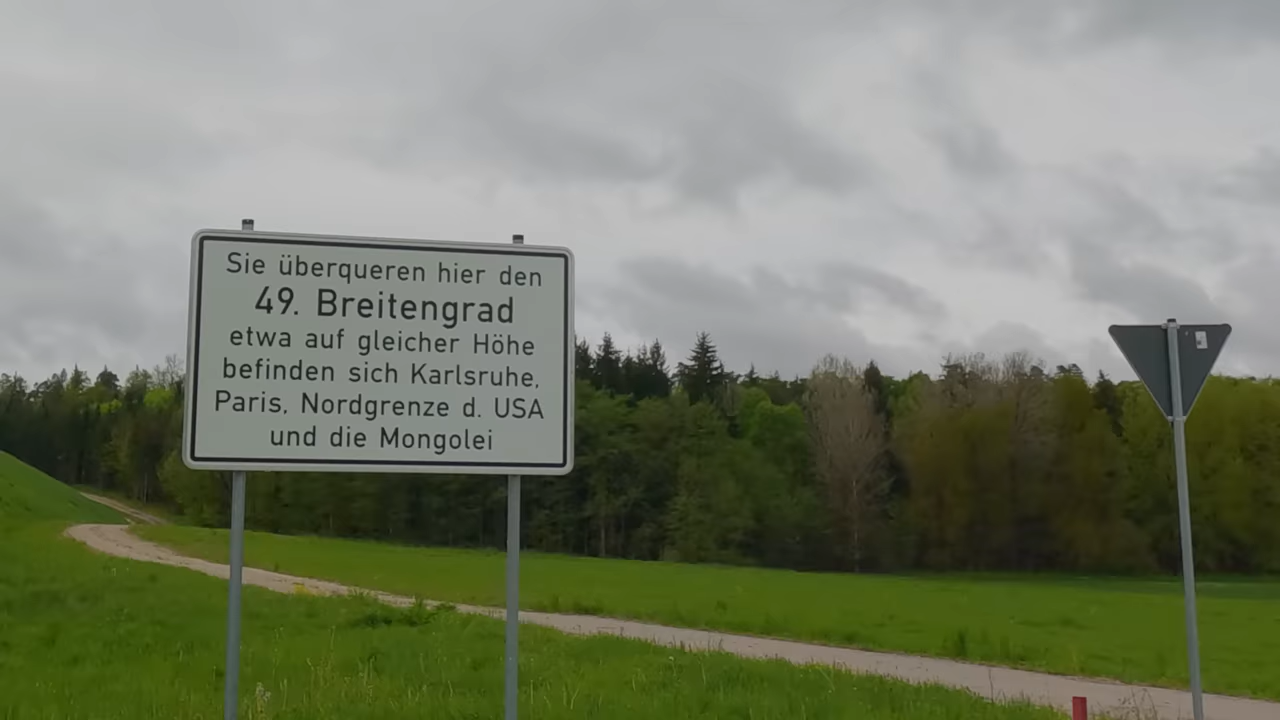 Sie überqueren hier den
49. Breitengrad
etwa auf gleicher Höhe
befinden sich Karlsruhe,
Paris, Nordgrenze d. USA
und die Mongolei